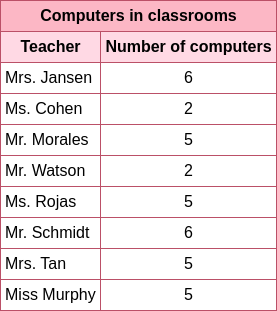 Computers in classrooms
Teacher Number of computers
Mrs. Jansen 6
Ms. Cohen 2
Mr. Morales 5
Mr. Watson 2
Ms. Rojas 5
Mr. Schmidt 6
Mrs. Tan 5
Miss Murphy 5